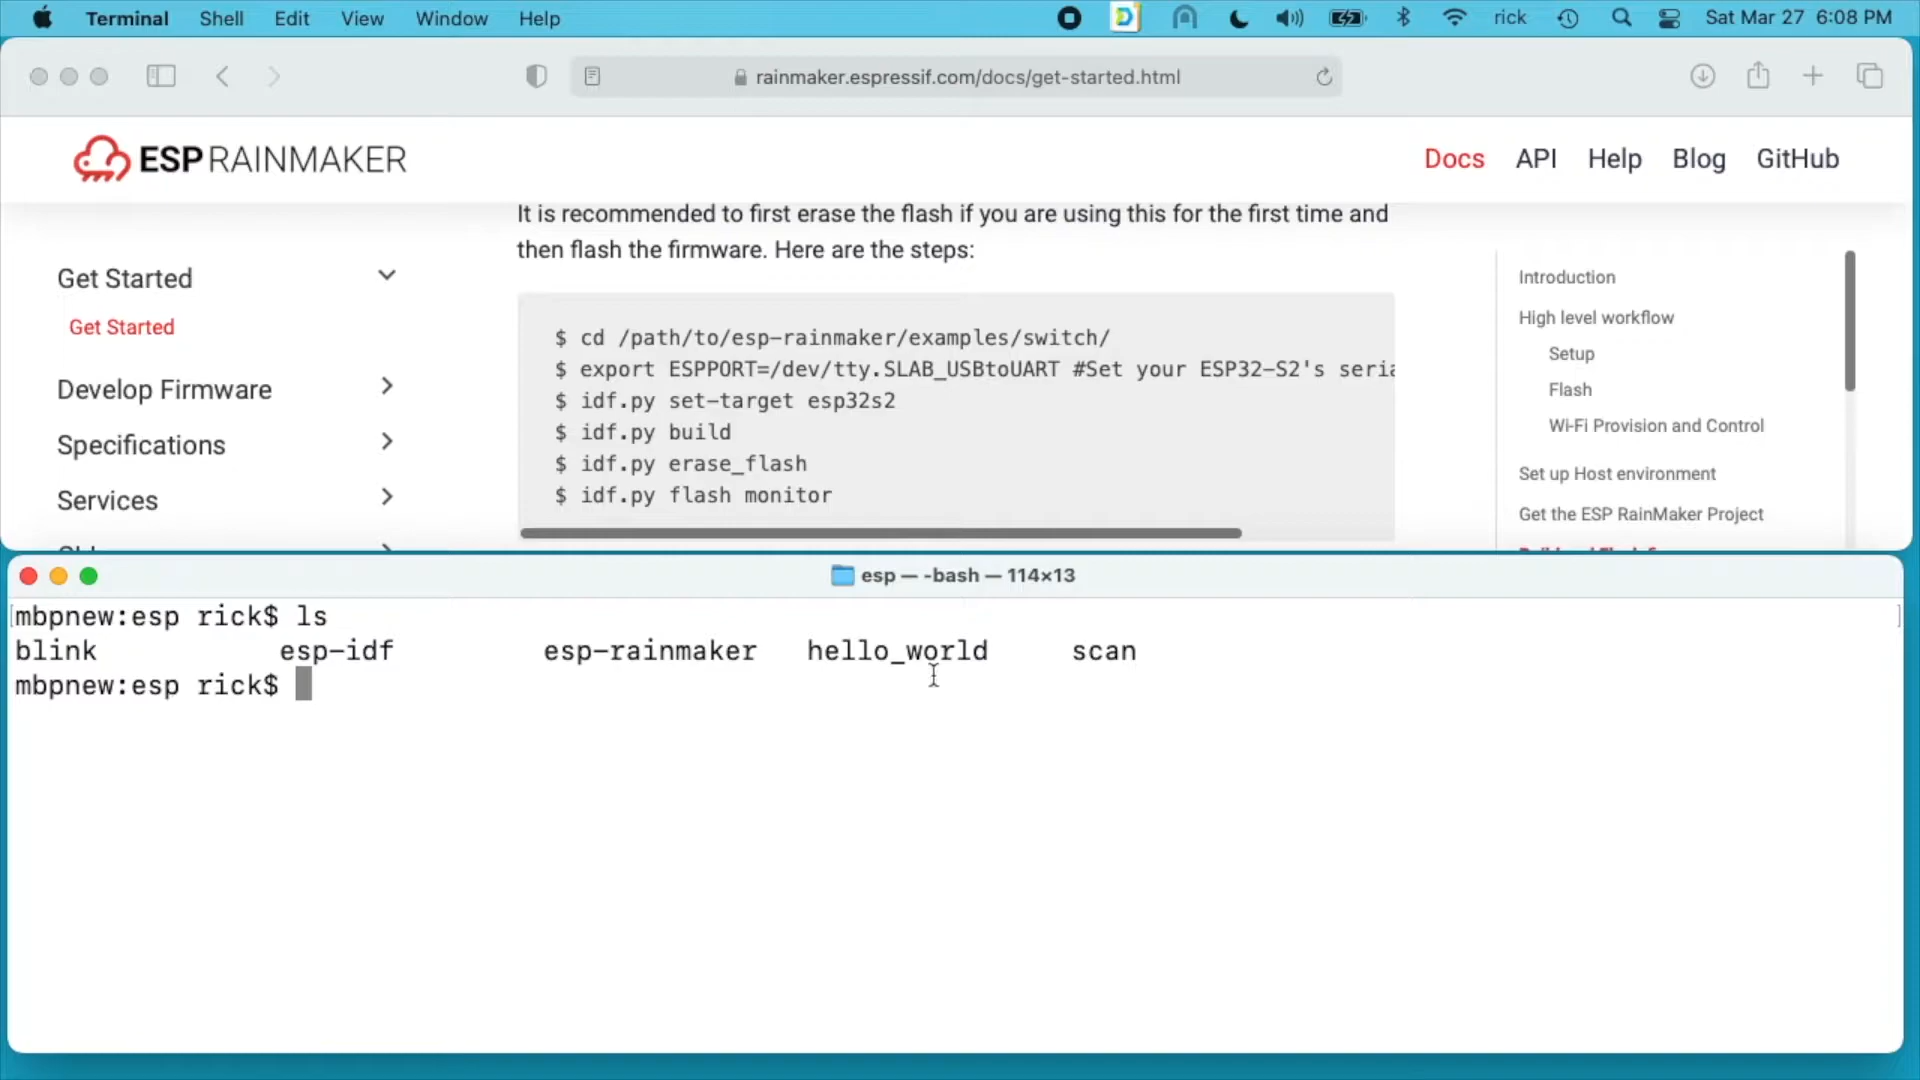 Terminal Shell Edit View Window Help rick Sat Mar 27 6:08 PM
rainmaker.espressif.com/docs/get-started.html
ESP RAINMAKER
Docs API Help Blog GitHub
It is recommended to first erase the flash if you are using this for the first time and
then flash the firmware. Here are the steps:
Get Started
Get Started
Develop Firmware
Specifications
Services
$ cd /path/to/esp-rainmaker/examples/switch/
$ export ESPPORT=/dev/tty.SLAB_USBtoUART #Set your ESP32-S2's seria
$ idf.py set-target esp32s2
$ idf.py build
$ idf.py erase_flash
$ idf.py flash monitor
Introduction
High level workflow
Setup
Flash
Wi-Fi Provision and Control
Set up Host environment
Get the ESP RainMaker Project
esp — -bash — 114×13
mbpnew:esp rick$ ls
blink esp-idf esp-rainmaker hello_world scan
mbpnew:esp rick$